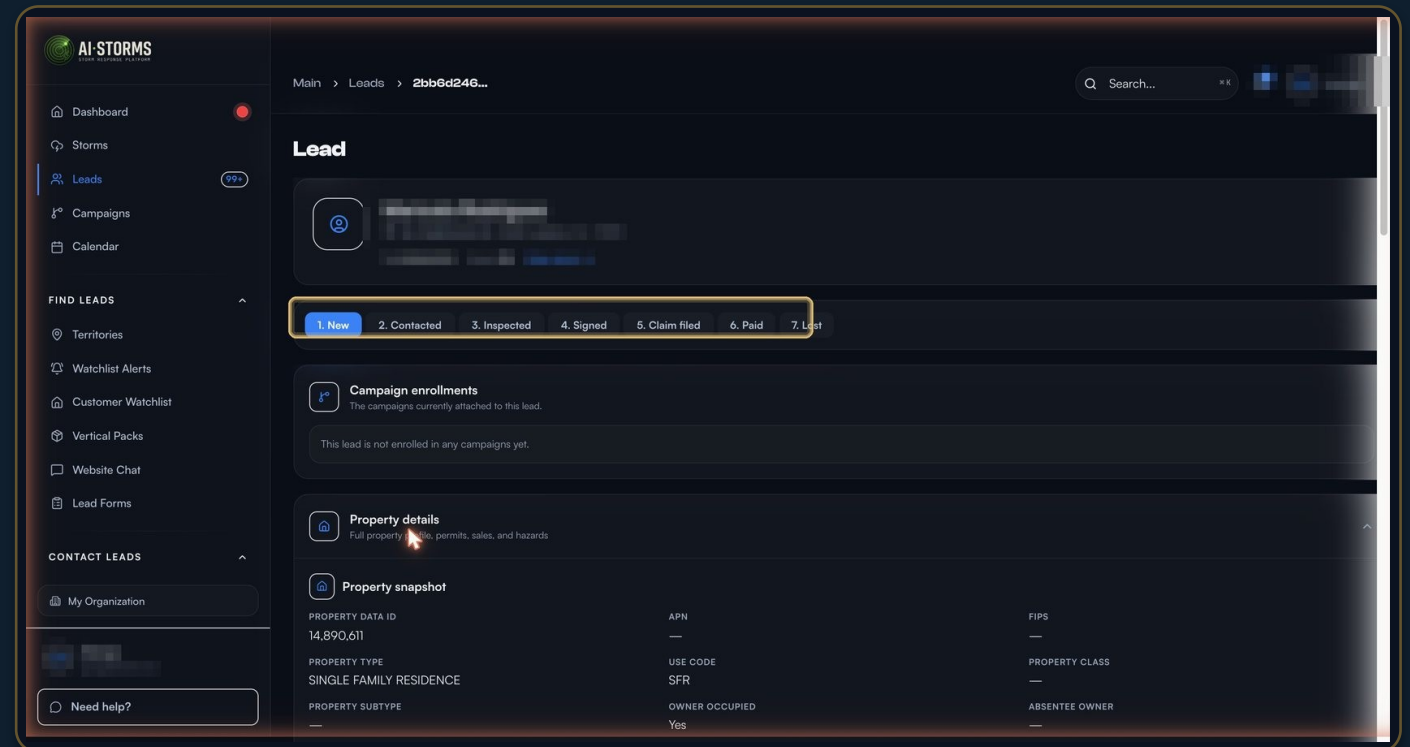 AI·STORMS
STORM RESPONSE PLATFORM
Dashboard
Storms
Leads 99+
Campaigns
Calendar
FIND LEADS
Territories
Watchlist Alerts
Customer Watchlist
Vertical Packs
Website Chat
Lead Forms
CONTACT LEADS
My Organization
Need help?
Main > Leads > 2bb6d246...
Search... ⌘K
Lead
1. New 2. Contacted 3. Inspected 4. Signed 5. Claim filed 6. Paid 7. Lost
Campaign enrollments
The campaigns currently attached to this lead.
This lead is not enrolled in any campaigns yet.
Property details
Full property profile, permits, sales, and hazards
Property snapshot
PROPERTY DATA ID APN FIPS
14,890,611 — —
PROPERTY TYPE USE CODE PROPERTY CLASS
SINGLE FAMILY RESIDENCE SFR —
PROPERTY SUBTYPE OWNER OCCUPIED ABSENTEE OWNER
— Yes —